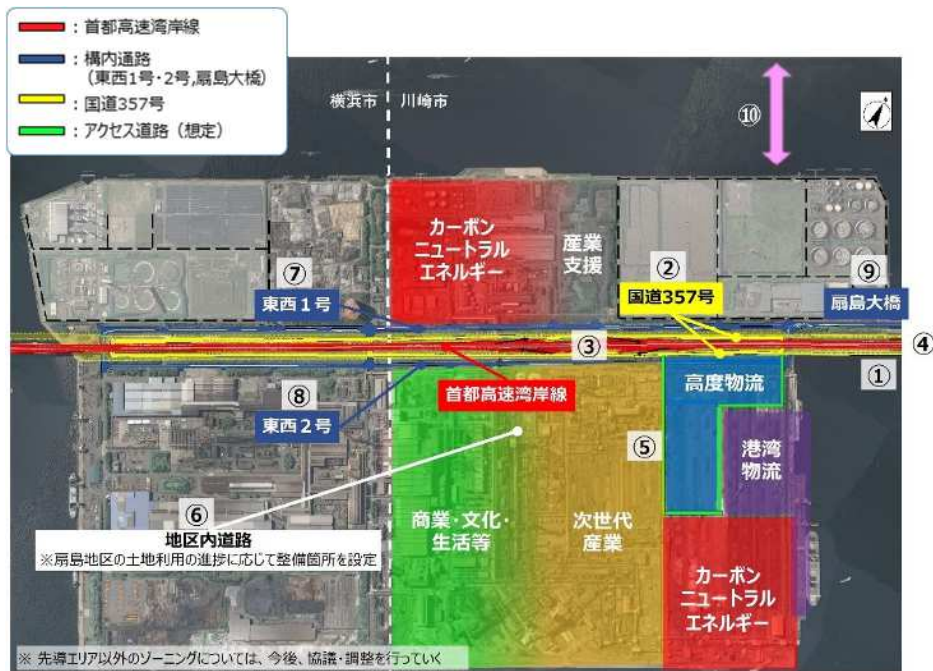 ：首都高速湾岸線
：構内通路
（東西1号･2号,扇島大橋）
：国道357号
：アクセス道路（想定）
横浜市
川崎市
⑩
カーボン
ニュートラル
エネルギー
産業
支援
⑦
東西１号
②
国道357号
⑨
扇島大橋
③
④
①
首都高速湾岸線
⑧
東西２号
高度物流
⑤
港湾
物流
⑥
地区内道路
※扇島地区の土地利用の進捗に応じて整備箇所を設定
商業･文化･
生活等
次世代
産業
カーボン
ニュートラル
エネルギー
※ 先導エリア以外のゾーニングについては、今後、協議･調整を行っていく